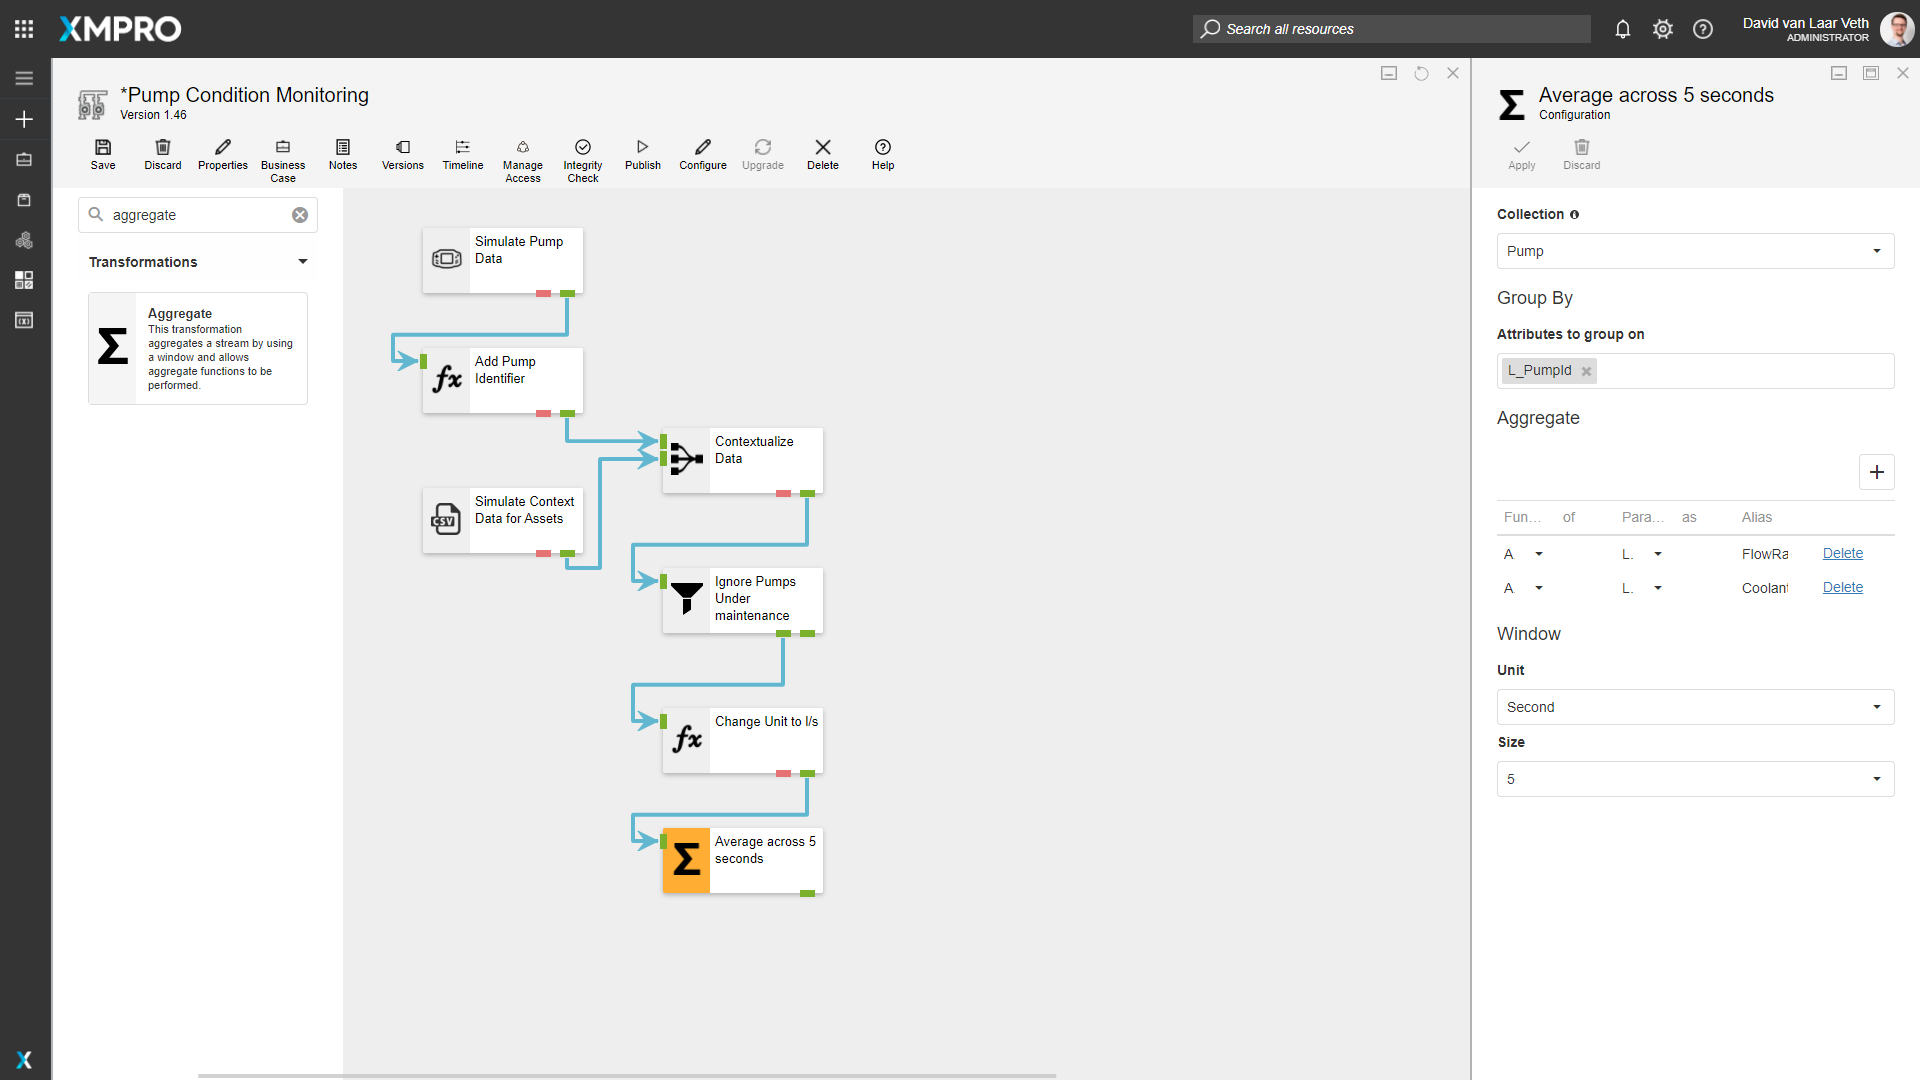 XMPRO
Search all resources
David van Laar Veth
ADMINISTRATOR
*Pump Condition Monitoring
Version 1.46
Save
Discard
Properties
Business
Case
Notes
Versions
Timeline
Manage
Access
Integrity
Check
Publish
Configure
Upgrade
Delete
Help
aggregate
Transformations
Aggregate
This transformation
aggregates a stream by using
a window and allows
aggregate functions to be
performed.
Simulate Pump
Data
fx
Add Pump
Identifier
Contextualize
Data
CSV
Simulate Context
Data for Assets
Ignore Pumps
Under
maintenance
fx
Change Unit to l/s
Σ
Average across 5
seconds
Σ
Average across 5 seconds
Configuration
Apply
Discard
Collection
Pump
Group By
Attributes to group on
L_PumpId
Aggregate
Fun... of Para... as Alias
A. L. FlowRa Delete
A. L. Coolant Delete
Window
Unit
Second
Size
5